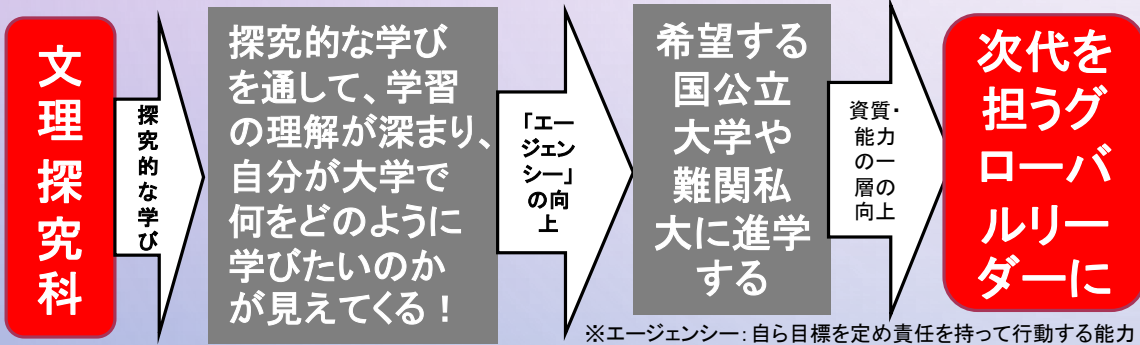 文
理
探
究
科
探
究
的
な
学
び
探究的な学び
を通して、学習
の理解が深まり、
自分が大学で
何をどのように
学びたいのか
が見えてくる！
「エー
ジェン
シー」
の向
上
希望する
国公立
大学や
難関私
大に進学
する
資質・
能力
の一
層の
向上
次代を
担うグ
ローバ
ルリー
ダーに
※エージェンシー：自ら目標を定め責任を持って行動する能力